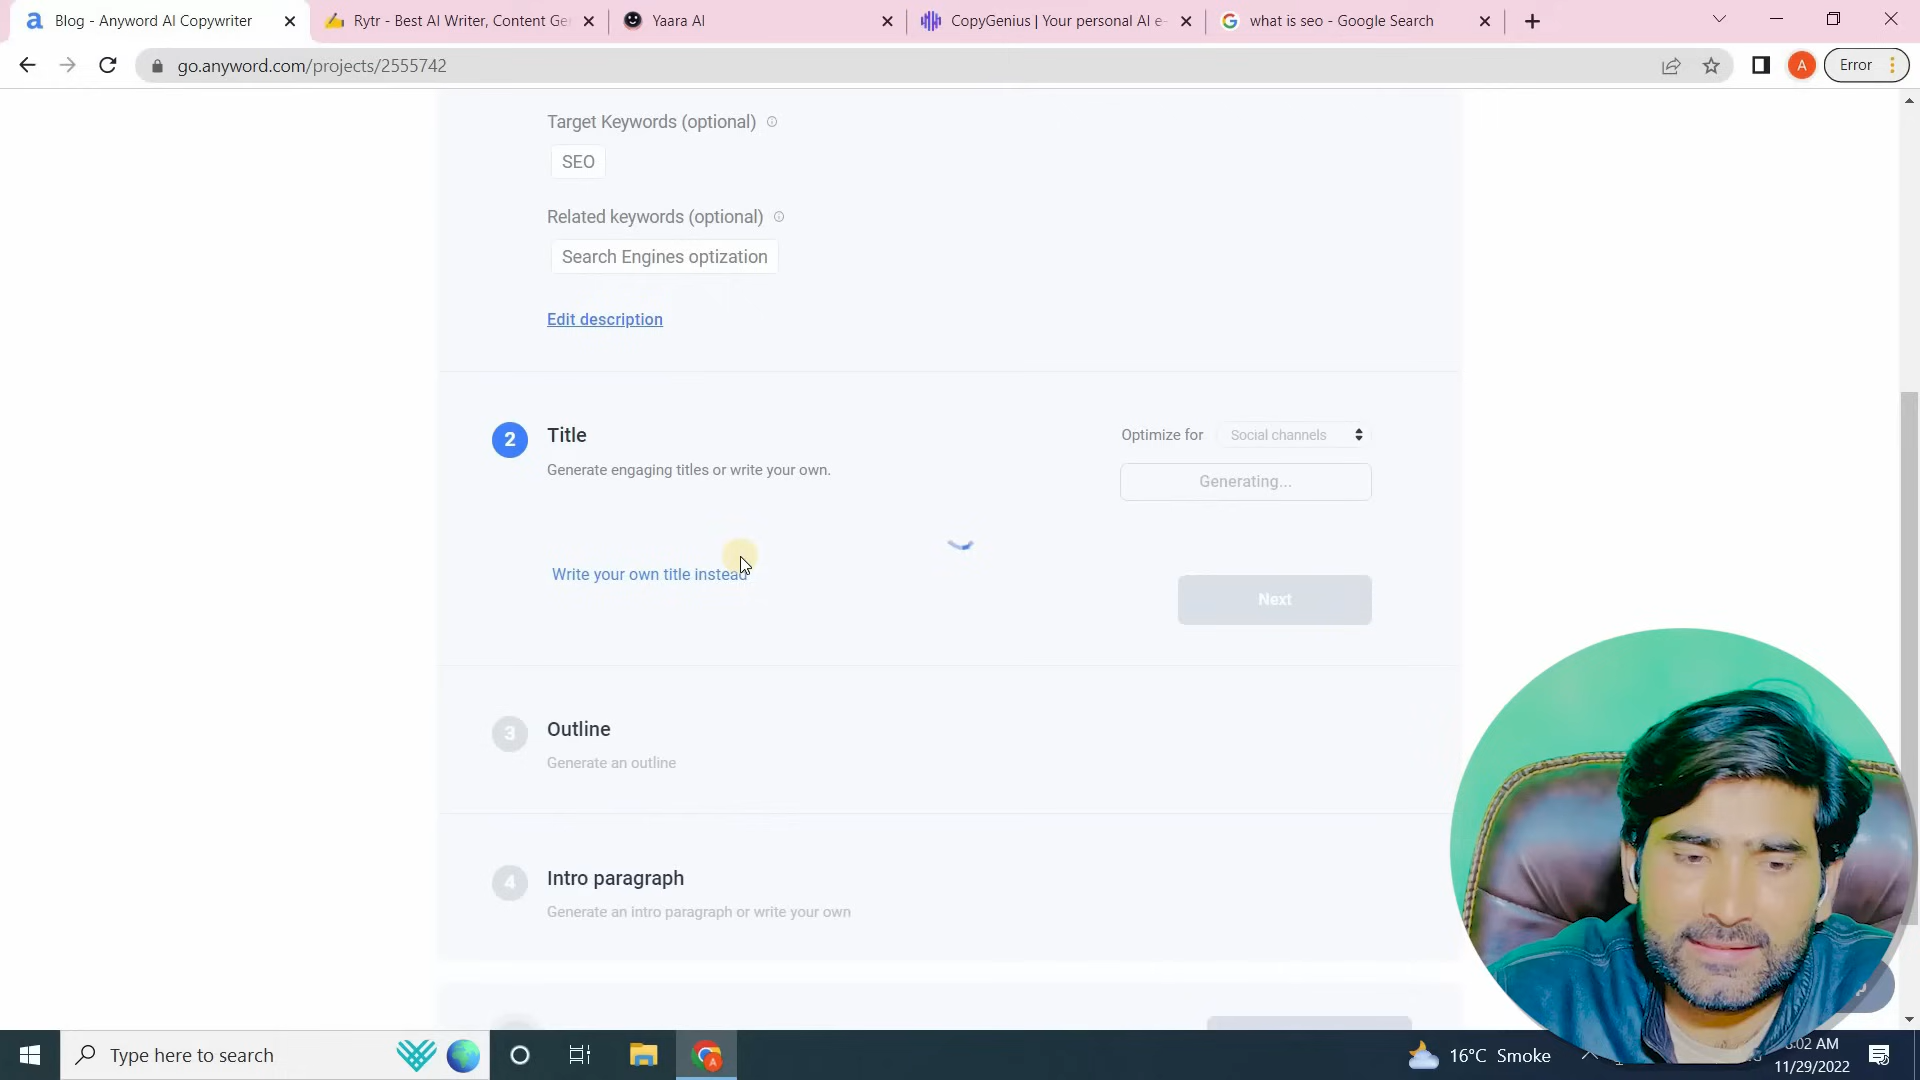 Blog - Anyword AI Copywriter
Rytr - Best AI Writer, Content Ge
Yaara AI
CopyGenius | Your personal AI e-
what is seo - Google Search
go.anyword.com/projects/2555742
A
Error
Target Keywords (optional)
SEO
Related keywords (optional)
Search Engines optization
Edit description
2
Title
Optimize for
Social channels
Generate engaging titles or write your own.
Generating...
Write your own title instead
Next
3
Outline
Generate an outline
4
Intro paragraph
Generate an intro paragraph or write your own
Type here to search
16°C Smoke
:02 AM
11/29/2022